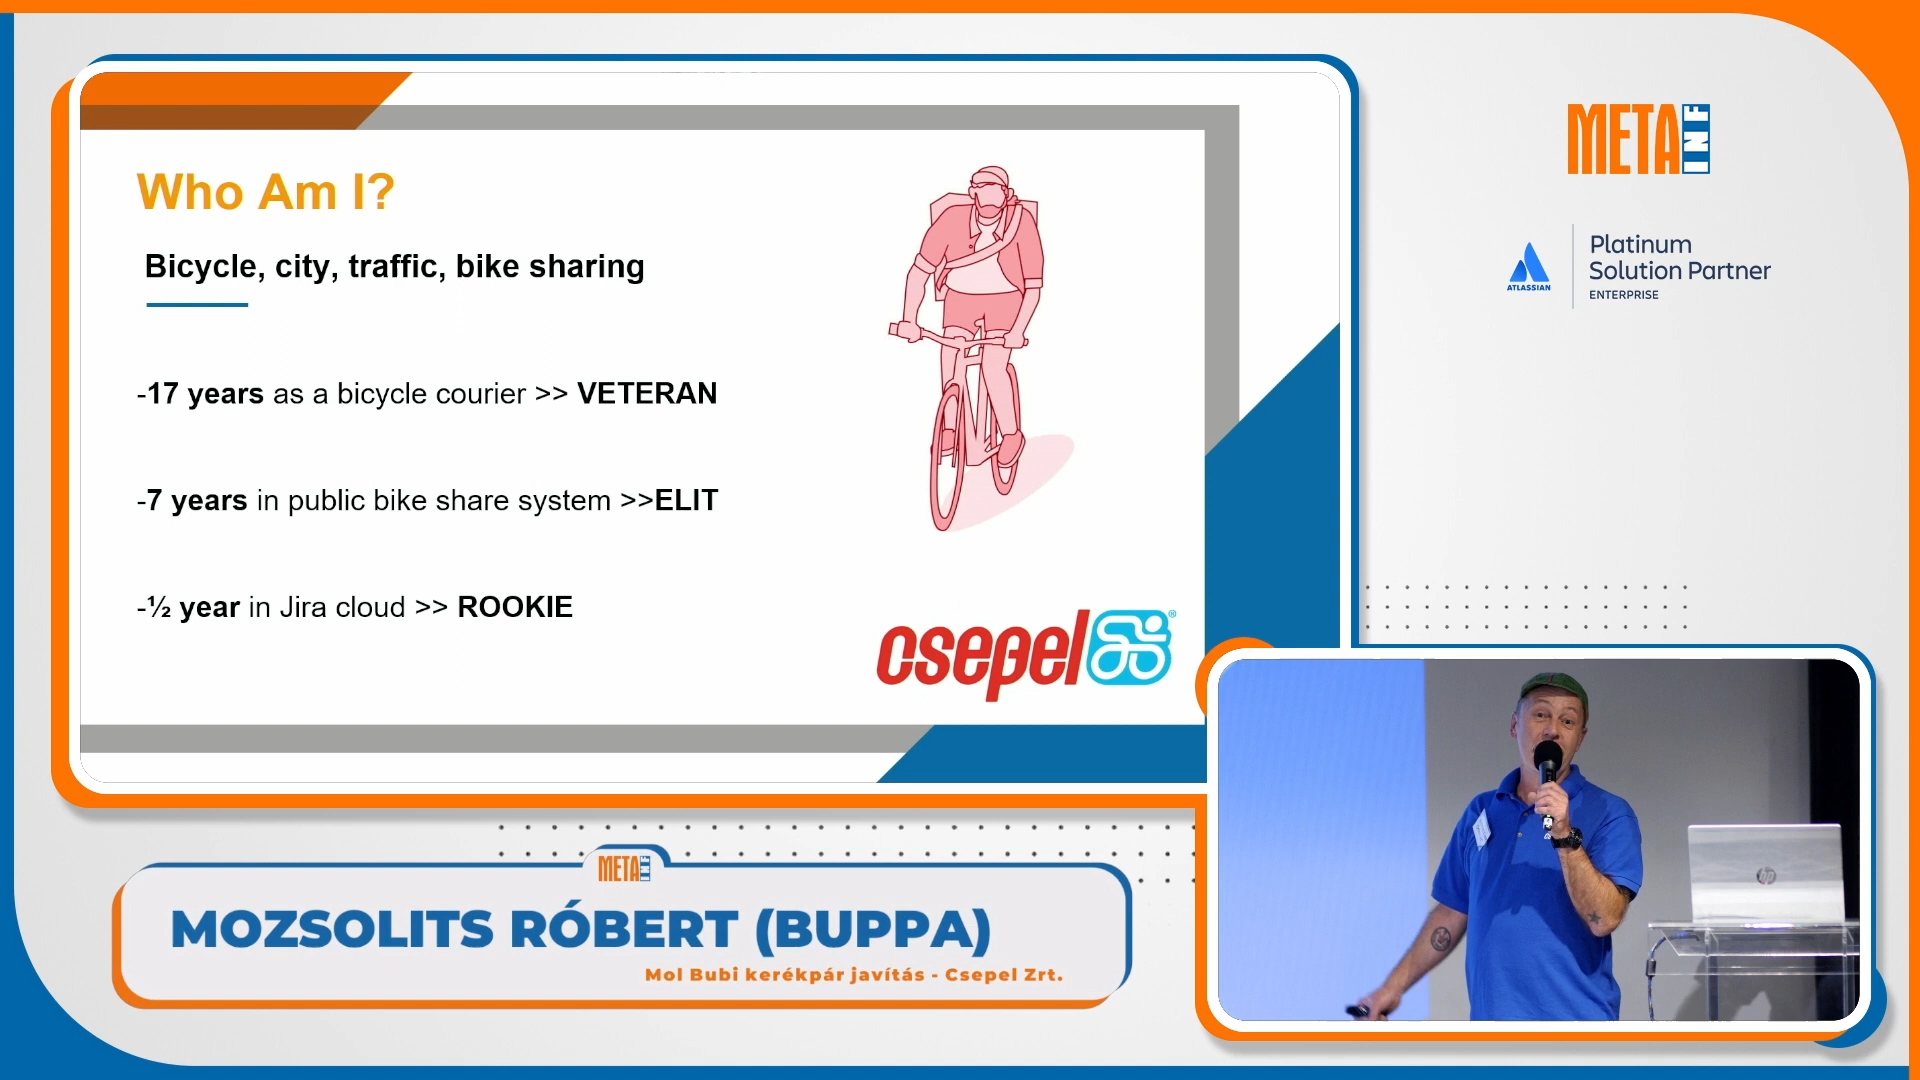 Who Am I?
Bicycle, city, traffic, bike sharing
-17 years as a bicycle courier >> VETERAN
-7 years in public bike share system >>ELIT
-½ year in Jira cloud >> ROOKIE
csepel®
META INF
ATLASSIAN
Platinum
Solution Partner
ENTERPRISE
hp
META INF
MOZSOLITS RÓBERT (BUPPA)
Mol Bubi kerékpár javítás - Csepel Zrt.